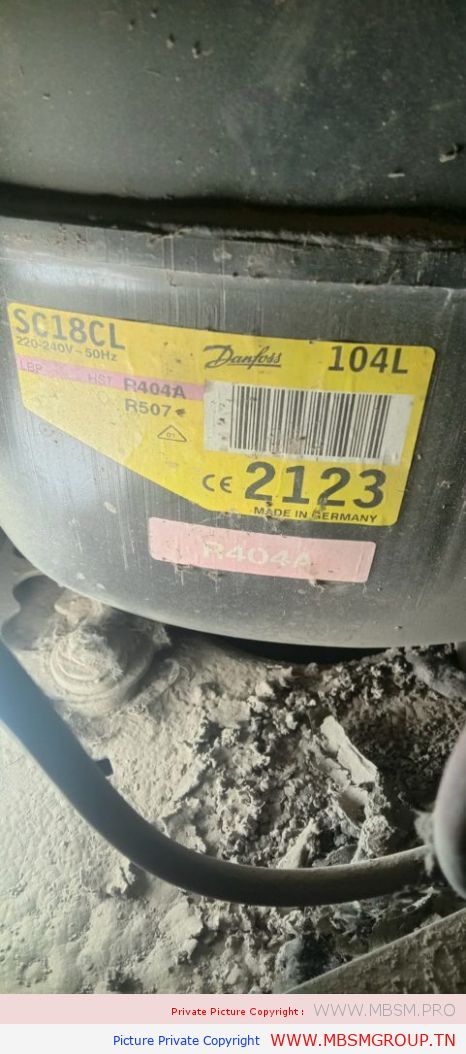 SC18CL
220-240V - 50Hz
Danfoss
104L
LBP HST R404A
R507
01
CE 2123
MADE IN GERMANY
R404A
Private Picture Copyright : WWW.MBSM.PRO
Picture Private Copyright WWW.MBSMGROUP.TN